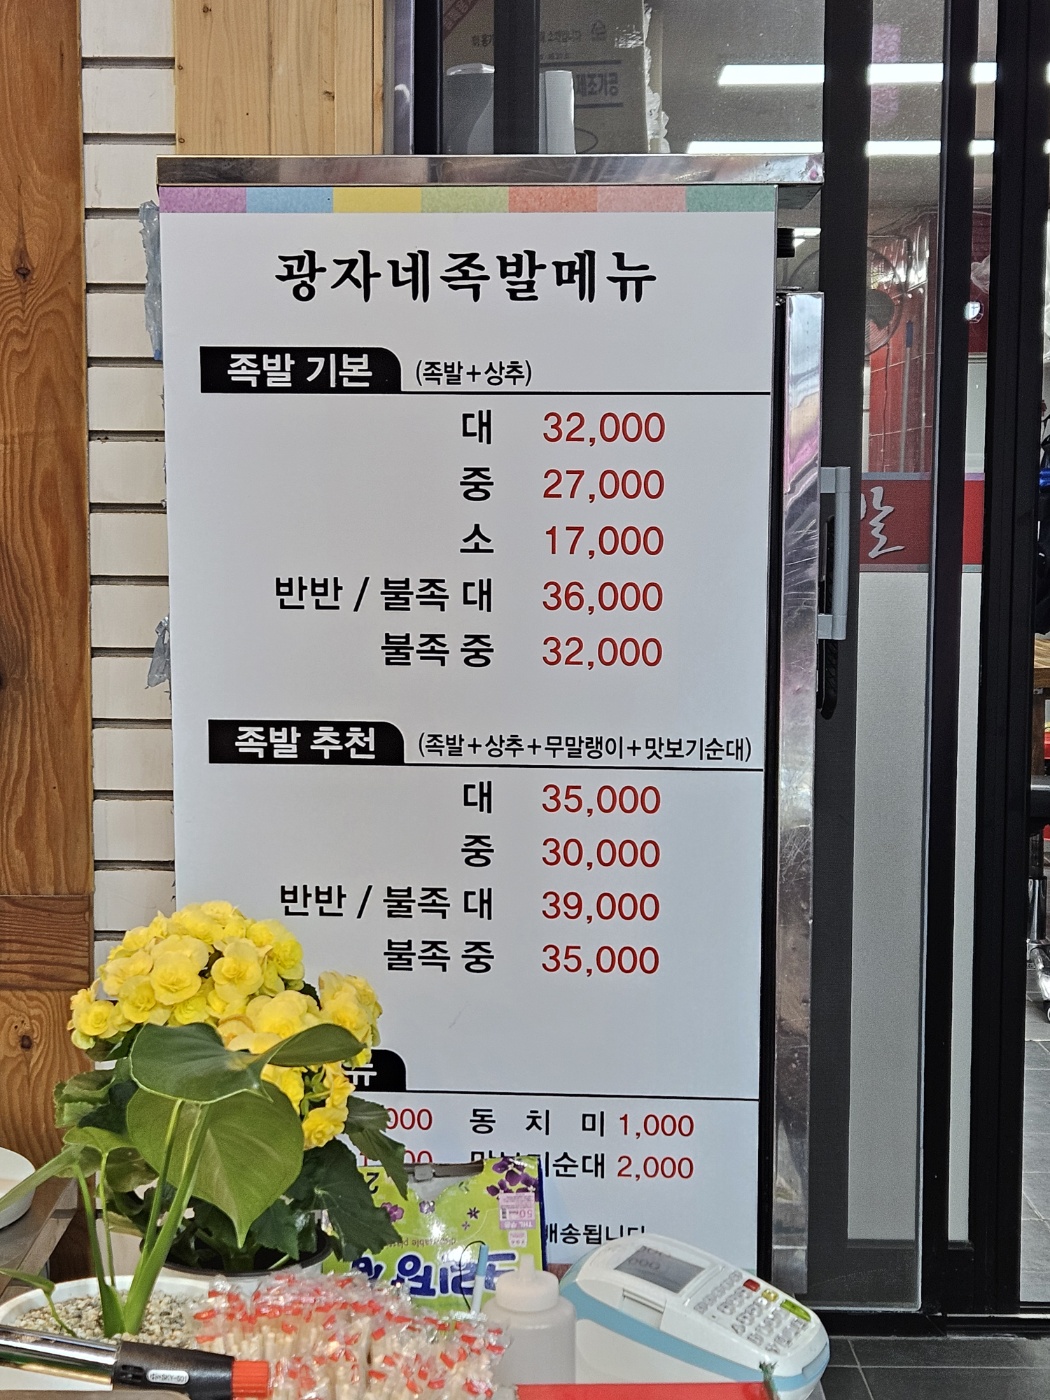 광자네족발메뉴
족발 기본 (족발+상추)
대 32,000
중 27,000
소 17,000
반반 / 불족 대 36,000
불족 중 32,000
족발 추천 (족발+상추+무말랭이+맛보기순대)
대 35,000
중 30,000
반반 / 불족 대 39,000
불족 중 35,000
뉴
000 동 치 미 1,000
순대 2,000
배송됩니다
발